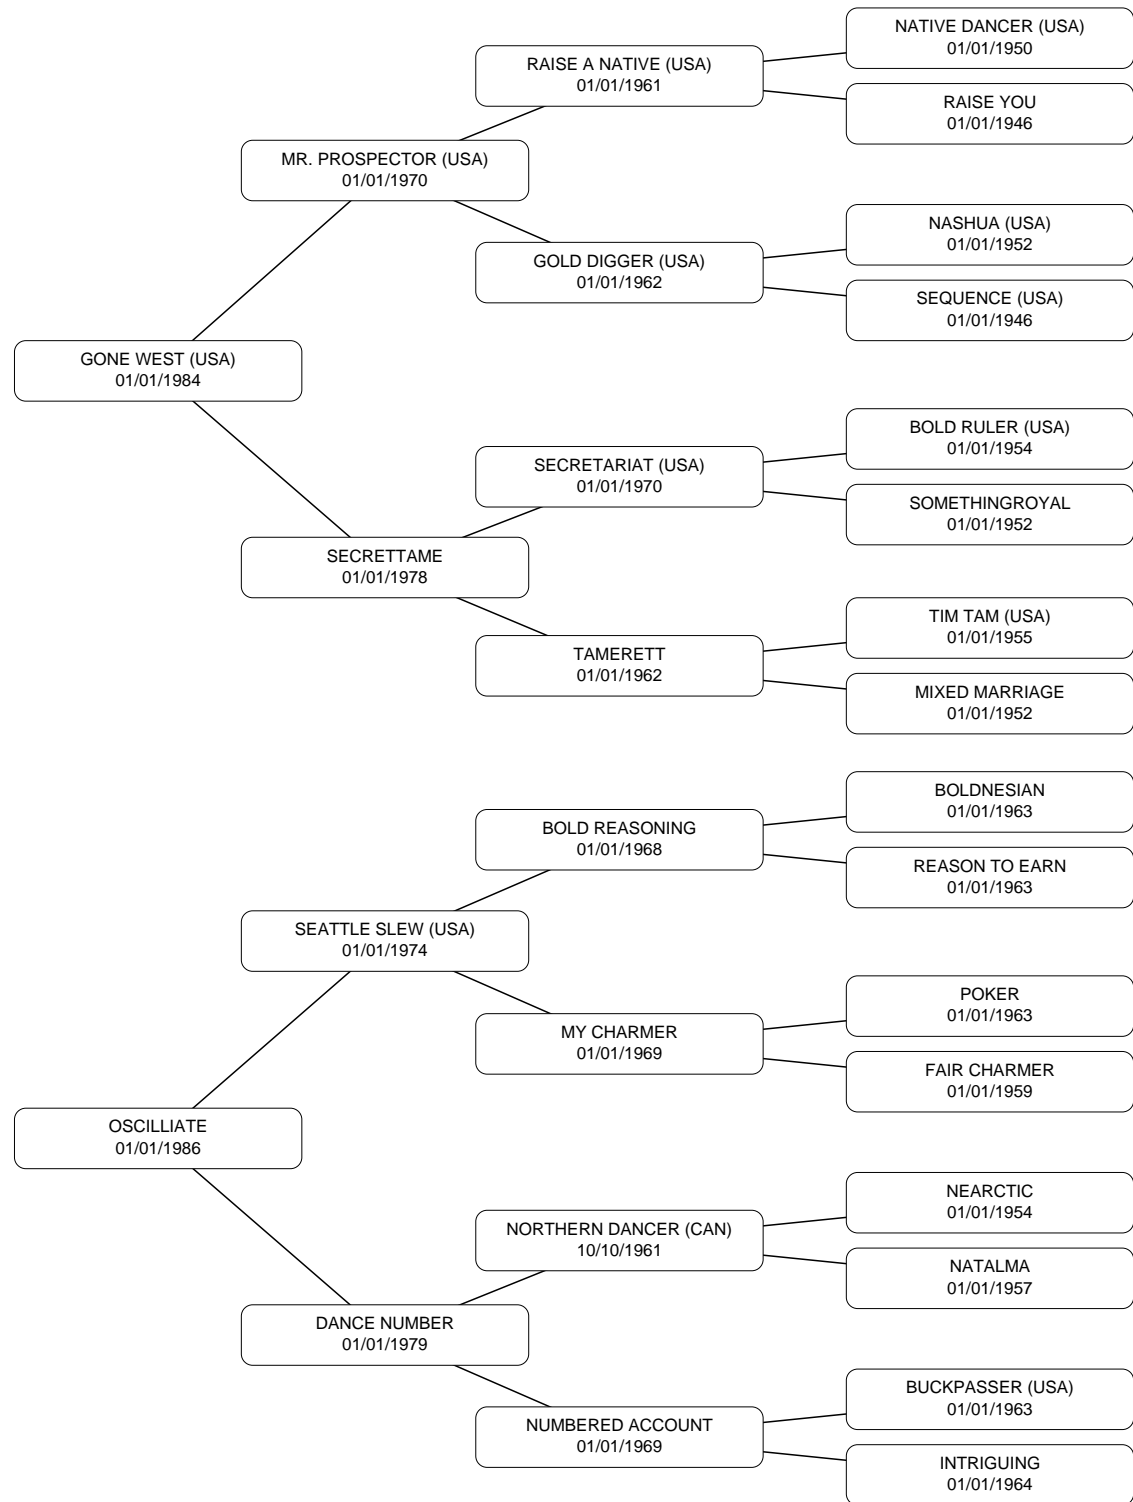 NATIVE DANCER (USA)
01/01/1950
RAISE A NATIVE (USA)
01/01/1961
RAISE YOU
01/01/1946
MR. PROSPECTOR (USA)
01/01/1970
NASHUA (USA)
01/01/1952
GOLD DIGGER (USA)
01/01/1962
SEQUENCE (USA)
01/01/1946
GONE WEST (USA)
01/01/1984
BOLD RULER (USA)
01/01/1954
SECRETARIAT (USA)
01/01/1970
SOMETHINGROYAL
01/01/1952
SECRETTAME
01/01/1978
TIM TAM (USA)
01/01/1955
TAMERETT
01/01/1962
MIXED MARRIAGE
01/01/1952
BOLDNESIAN
01/01/1963
BOLD REASONING
01/01/1968
REASON TO EARN
01/01/1963
SEATTLE SLEW (USA)
01/01/1974
POKER
01/01/1963
MY CHARMER
01/01/1969
FAIR CHARMER
01/01/1959
OSCILLIATE
01/01/1986
NEARCTIC
01/01/1954
NORTHERN DANCER (CAN)
10/10/1961
NATALMA
01/01/1957
DANCE NUMBER
01/01/1979
BUCKPASSER (USA)
01/01/1963
NUMBERED ACCOUNT
01/01/1969
INTRIGUING
01/01/1964